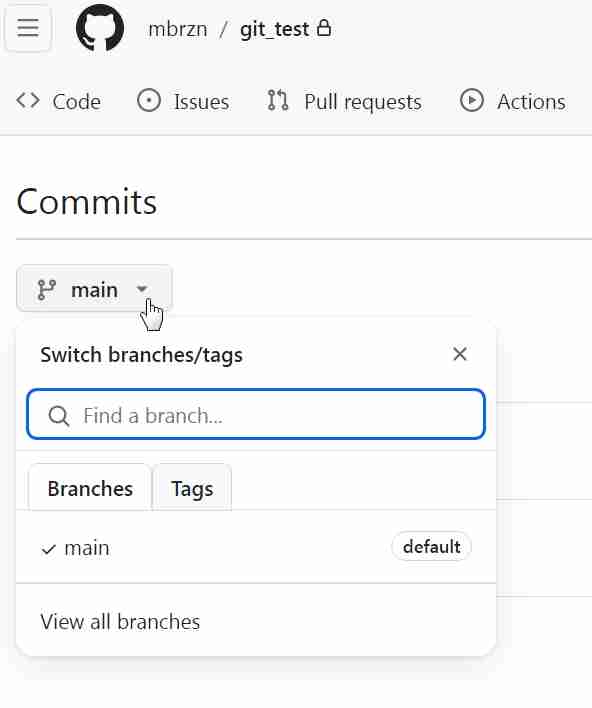 mbrzn / git_test
Code Issues Pull requests Actions
Commits
main
Switch branches/tags
Find a branch...
Branches Tags
main default
View all branches